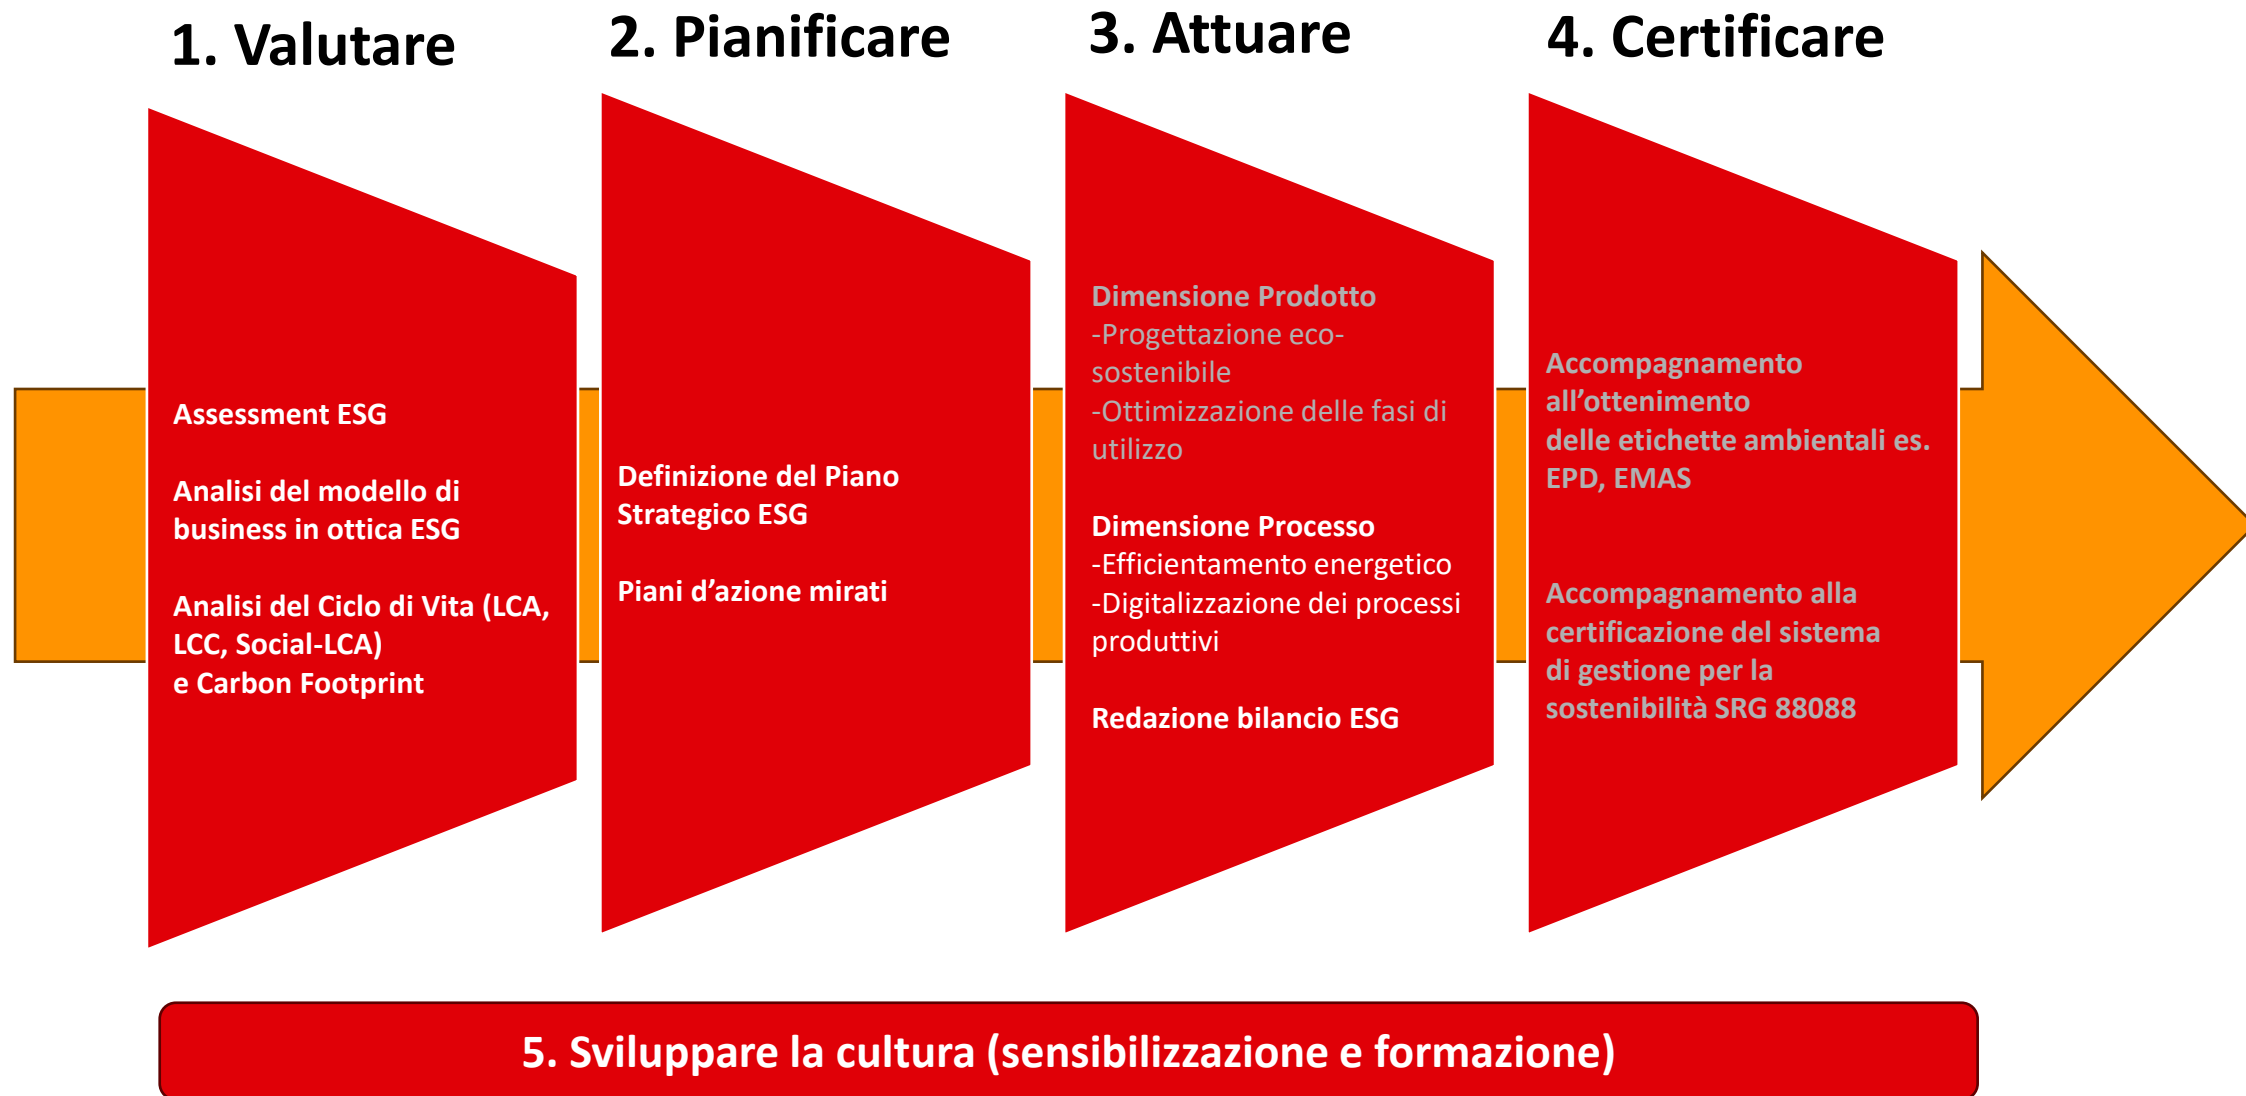 1. Valutare
2. Pianificare
3. Attuare
4. Certificare
Assessment ESG
Analisi del modello di
business in ottica ESG
Analisi del Ciclo di Vita (LCA,
LCC, Social-LCA)
e Carbon Footprint
Definizione del Piano
Strategico ESG
Piani d’azione mirati
Dimensione Prodotto
-Progettazione eco-
sostenibile
-Ottimizzazione delle fasi di
utilizzo
Dimensione Processo
-Efficientamento energetico
-Digitalizzazione dei processi
produttivi
Redazione bilancio ESG
Accompagnamento
all’ottenimento
delle etichette ambientali es.
EPD, EMAS
Accompagnamento alla
certificazione del sistema
di gestione per la
sostenibilità SRG 88088
5. Sviluppare la cultura (sensibilizzazione e formazione)